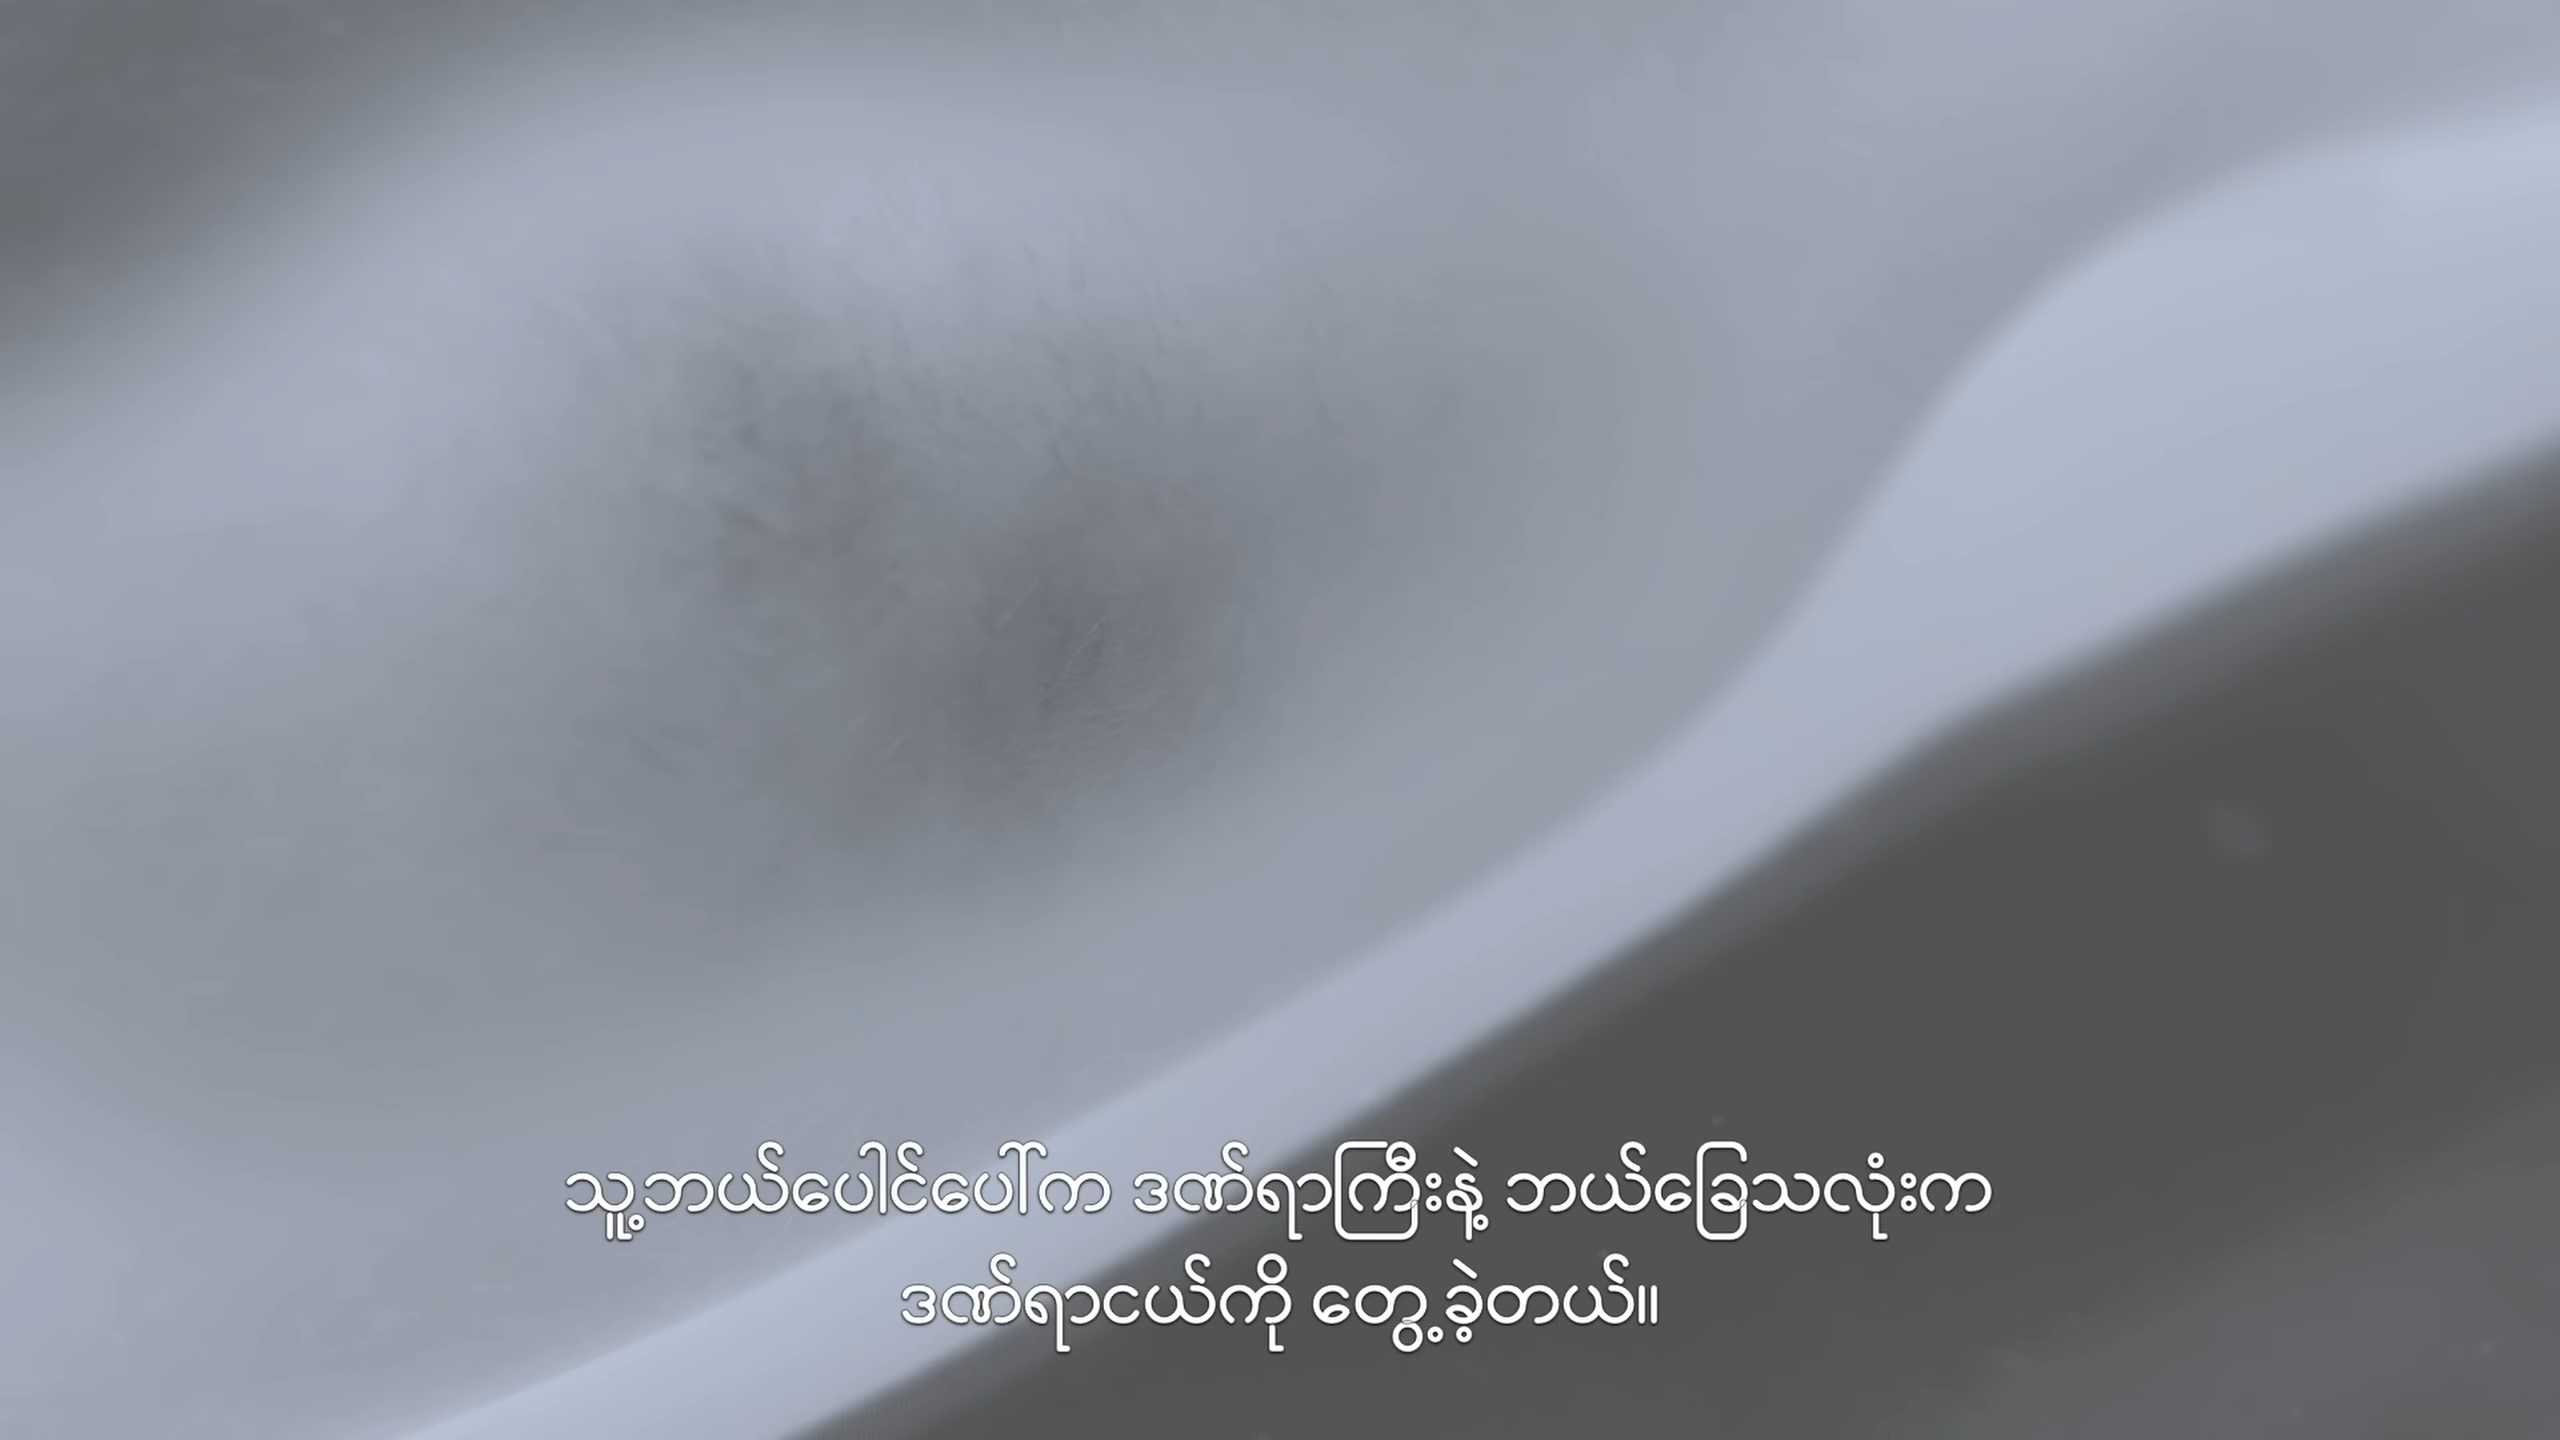 သူ့ဘယ်ပေါင်ပေါ်က ဒဏ်ရာကြီးနဲ့ ဘယ်ခြေသလုံးက
ဒဏ်ရာငယ်ကို တွေ့ခဲ့တယ်။